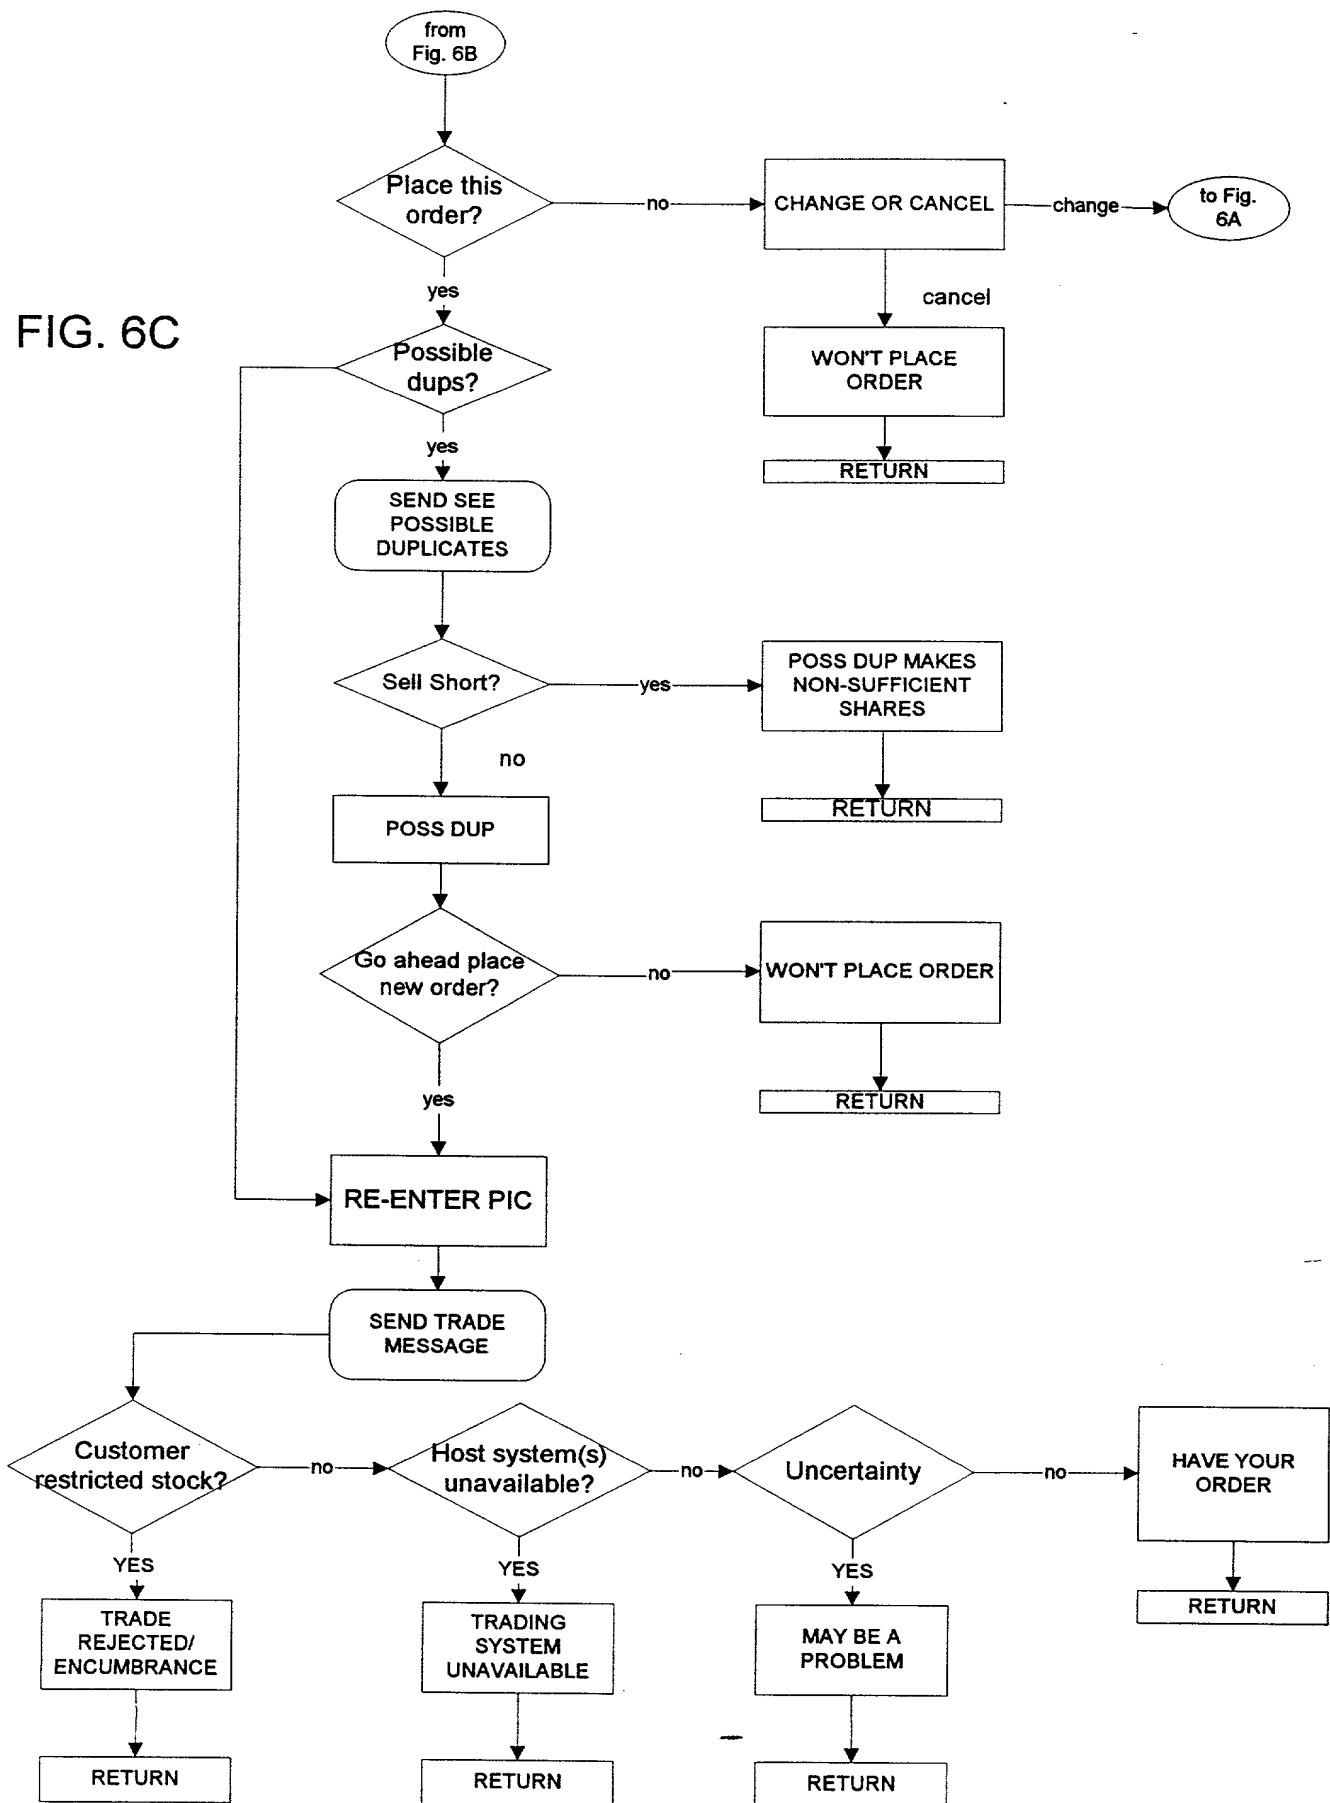 from
Fig. 6B
Place this
order?
no
CHANGE OR CANCEL
change
to Fig.
6A
yes
cancel
FIG. 6C
Possible
dups?
WON'T PLACE
ORDER
yes
RETURN
SEND SEE
POSSIBLE
DUPLICATES
Sell Short?
yes
POSS DUP MAKES
NON-SUFFICIENT
SHARES
no
RETURN
POSS DUP
Go ahead place
new order?
no
WON'T PLACE ORDER
yes
RETURN
RE-ENTER PIC
SEND TRADE
MESSAGE
Customer
restricted stock?
no
Host system(s)
unavailable?
no
Uncertainty
no
HAVE YOUR
ORDER
YES
YES
YES
RETURN
TRADE
REJECTED/
ENCUMBRANCE
TRADING
SYSTEM
UNAVAILABLE
MAY BE A
PROBLEM
RETURN
RETURN
RETURN